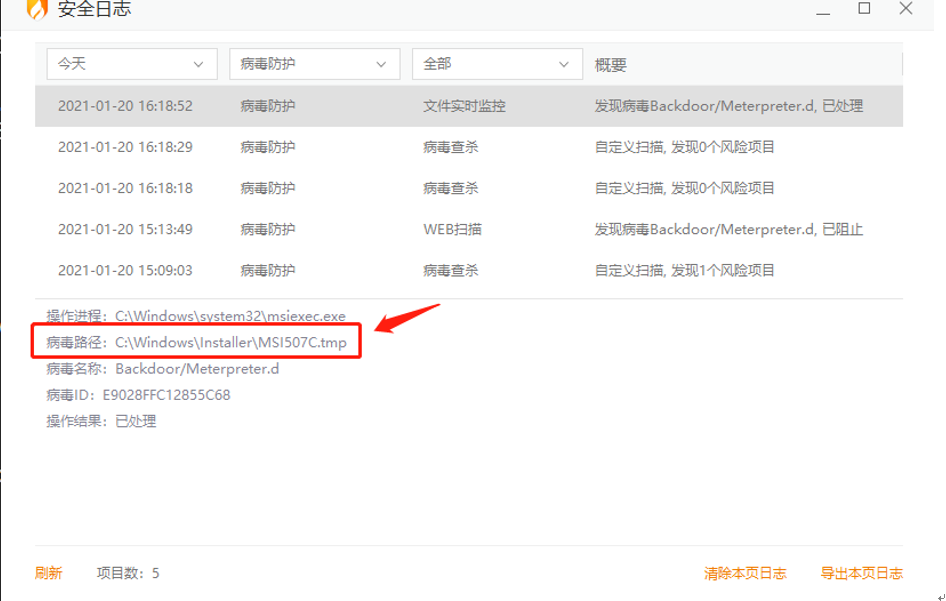 安全日志
今天 病毒防护 全部 概要
2021-01-20 16:18:52 病毒防护 文件实时监控 发现病毒Backdoor/Meterpreter.d, 已处理
2021-01-20 16:18:29 病毒防护 病毒查杀 自定义扫描, 发现0个风险项目
2021-01-20 16:18:18 病毒防护 病毒查杀 自定义扫描, 发现0个风险项目
2021-01-20 15:13:49 病毒防护 WEB扫描 发现病毒Backdoor/Meterpreter.d, 已阻止
2021-01-20 15:09:03 病毒防护 病毒查杀 自定义扫描, 发现1个风险项目
操作进程：C:\Windows\system32\msiexec.exe
病毒路径：C:\Windows\Installer\MSI507C.tmp
病毒名称：Backdoor/Meterpreter.d
病毒ID：E9028FFC12855C68
操作结果：已处理
刷新 项目数：5 清除本页日志 导出本页日志